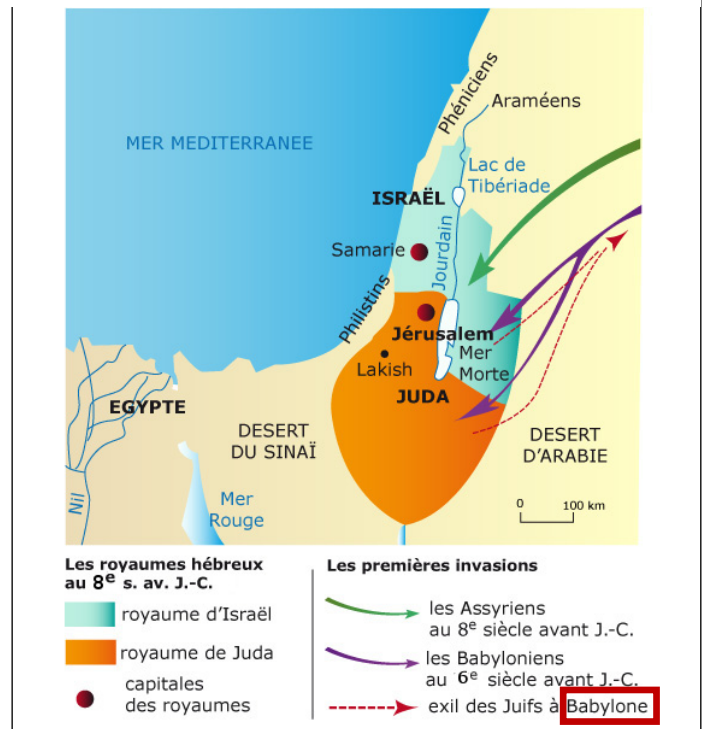 Phéniciens
Araméens
MER MEDITERRANEE
Lac de
Tibériade
ISRAËL
Jourdain
Samarie
Philistins
Jérusalem
Mer
Morte
Lakish
JUDA
EGYPTE
DESERT
DU SINAÏ
DESERT
D'ARABIE
Nil
Mer
Rouge
0 100 km
Les royaumes hébreux
au 8e s. av. J.-C.
royaume d'Israël
royaume de Juda
capitales
des royaumes
Les premières invasions
les Assyriens
au 8e siècle avant J.-C.
les Babyloniens
au 6e siècle avant J.-C.
exil des Juifs à Babylone